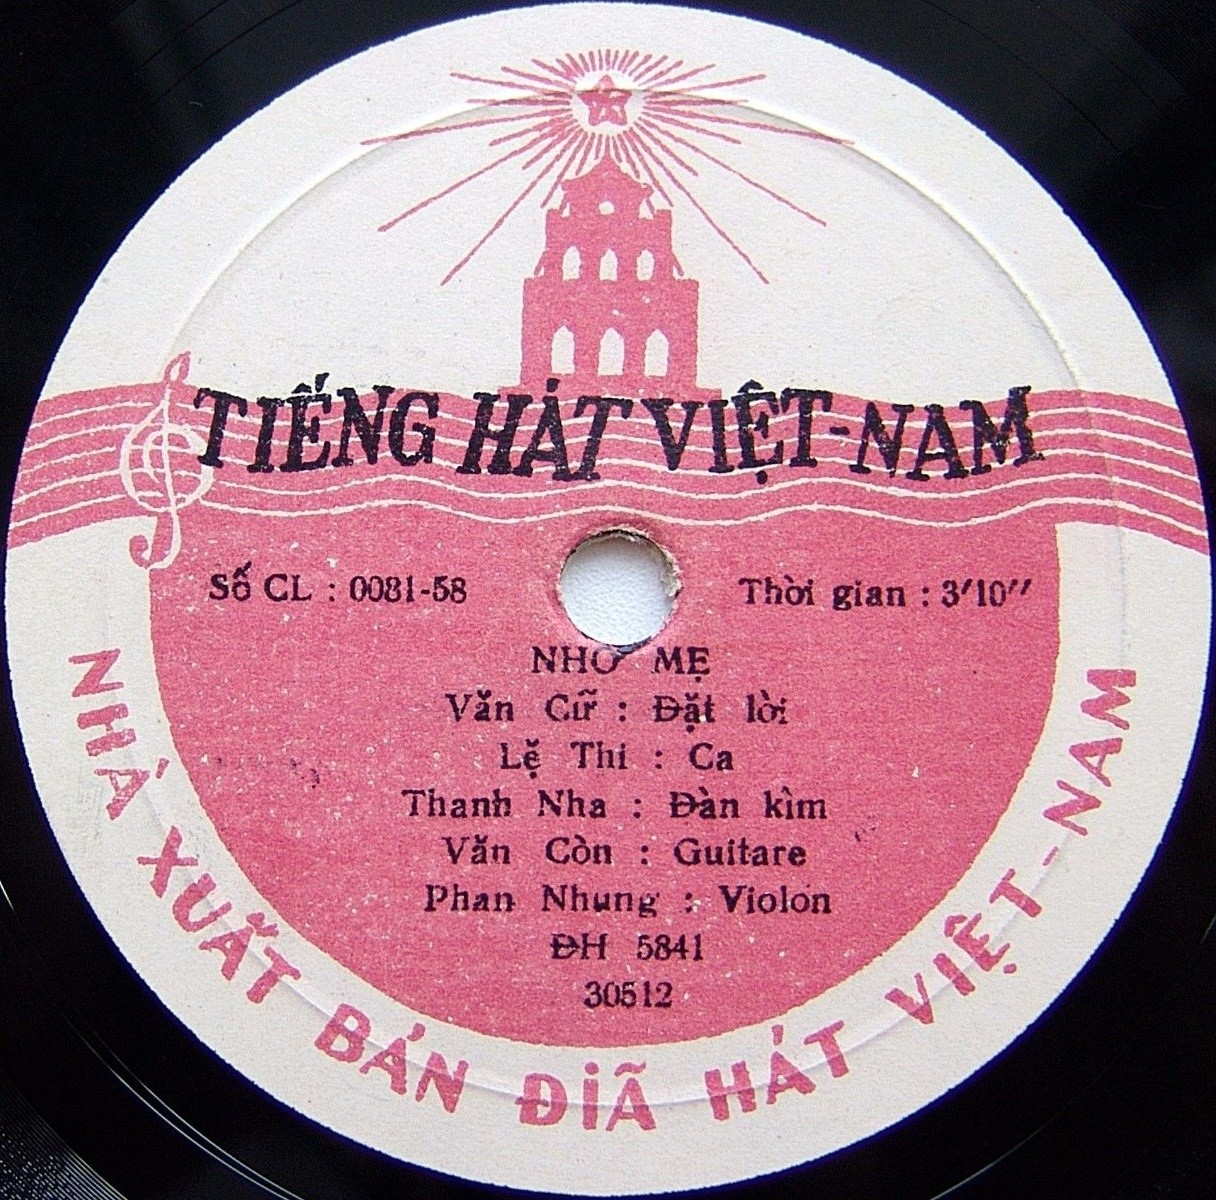 TIẾNG HÁT VIỆT-NAM
Số CL : 0081-58
Thời gian : 3'10''
NHỚ MẸ
Văn Cữ : Đặt lời
Lệ Thi : Ca
Thanh Nha : Đàn kìm
Văn Còn : Guitare
Phan Nhung : Violon
ĐH 5841
30512
NHÀ XUẤT BẢN ĐĨA HÁT VIỆT-NAM